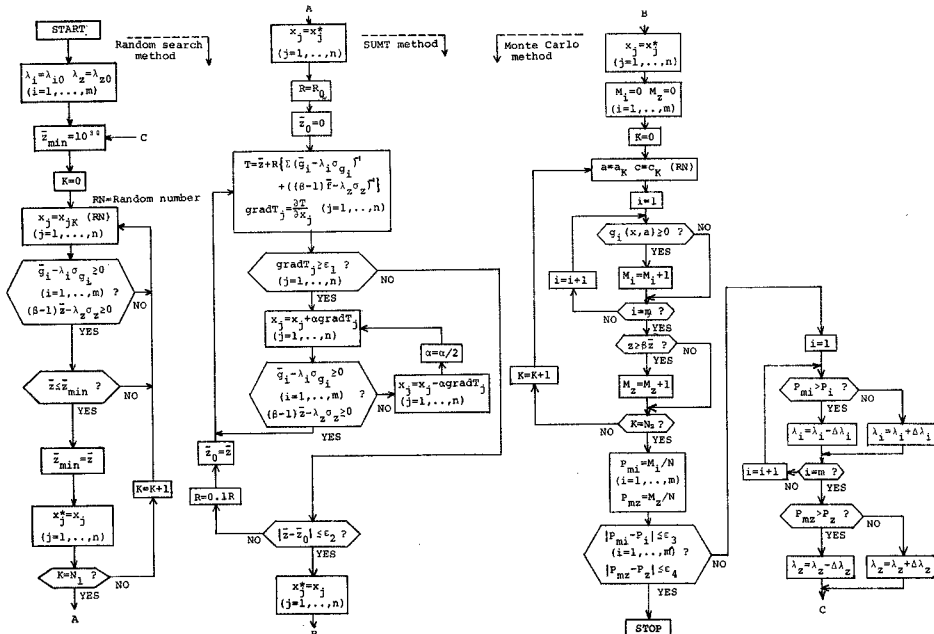 START
λi=λi0 λz=λz0
(i=1,...,m)
z̄min=10³⁰
C
K=0
RN=Random number
xj=xjK (RN)
(j=1,...,n)
ḡi-λiσgi≥0
(i=1,...,m) ?
(β-1)z̄-λzσz≥0
NO
YES
z̄≤z̄min ?
NO
YES
z̄min=z̄
K=K+1
x*j=xj
(j=1,...,n)
K=N1 ?
NO
YES
A
Random search
method
A
xj=x*j
(j=1,...,n)
SUMT method
R=R0
z̄0=0
T=z̄+R{Σ(ḡi-λiσgi)⁻¹
+((β-1)z̄-λzσz)⁻¹}
gradTj=∂T/∂xj (j=1,...,n)
gradTj≥ε1 ?
(j=1,...,n)
NO
YES
xj=xj+αgradTj
(j=1,...,n)
α=α/2
ḡi-λiσgi≥0
(i=1,...,m) ?
(β-1)z̄-λzσz≥0
NO
xj=xj-αgradTj
(j=1,...,n)
YES
z̄0=z̄
R=0.1R
|z̄-z̄0|≤ε2 ?
NO
YES
x*j=xj
(j=1,...,n)
B
Monte Carlo
method
B
xj=x*j
(j=1,...,n)
Mi=0 Mz=0
(i=1,...,m)
K=0
a=aK c=cK (RN)
i=1
gi(x,a)≥0 ?
NO
YES
i=i+1
Mi=Mi+1
i=m ?
NO
YES
z≥βz̄ ?
NO
YES
K=K+1
Mz=Mz+1
K=N2?
NO
YES
Pmi=Mi/N
(i=1,...,m)
Pmz=Mz/N
|Pmi-Pi|≤ε3
(i=1,...,m) ?
|Pmz-Pz|≤ε4
NO
YES
STOP
i=1
Pmi>Pi ?
NO
YES
λi=λi-Δλi
λi=λi+Δλi
i=i+1
i=m ?
NO
YES
Pmz>Pz ?
NO
YES
λz=λz-Δλz
λz=λz+Δλz
C